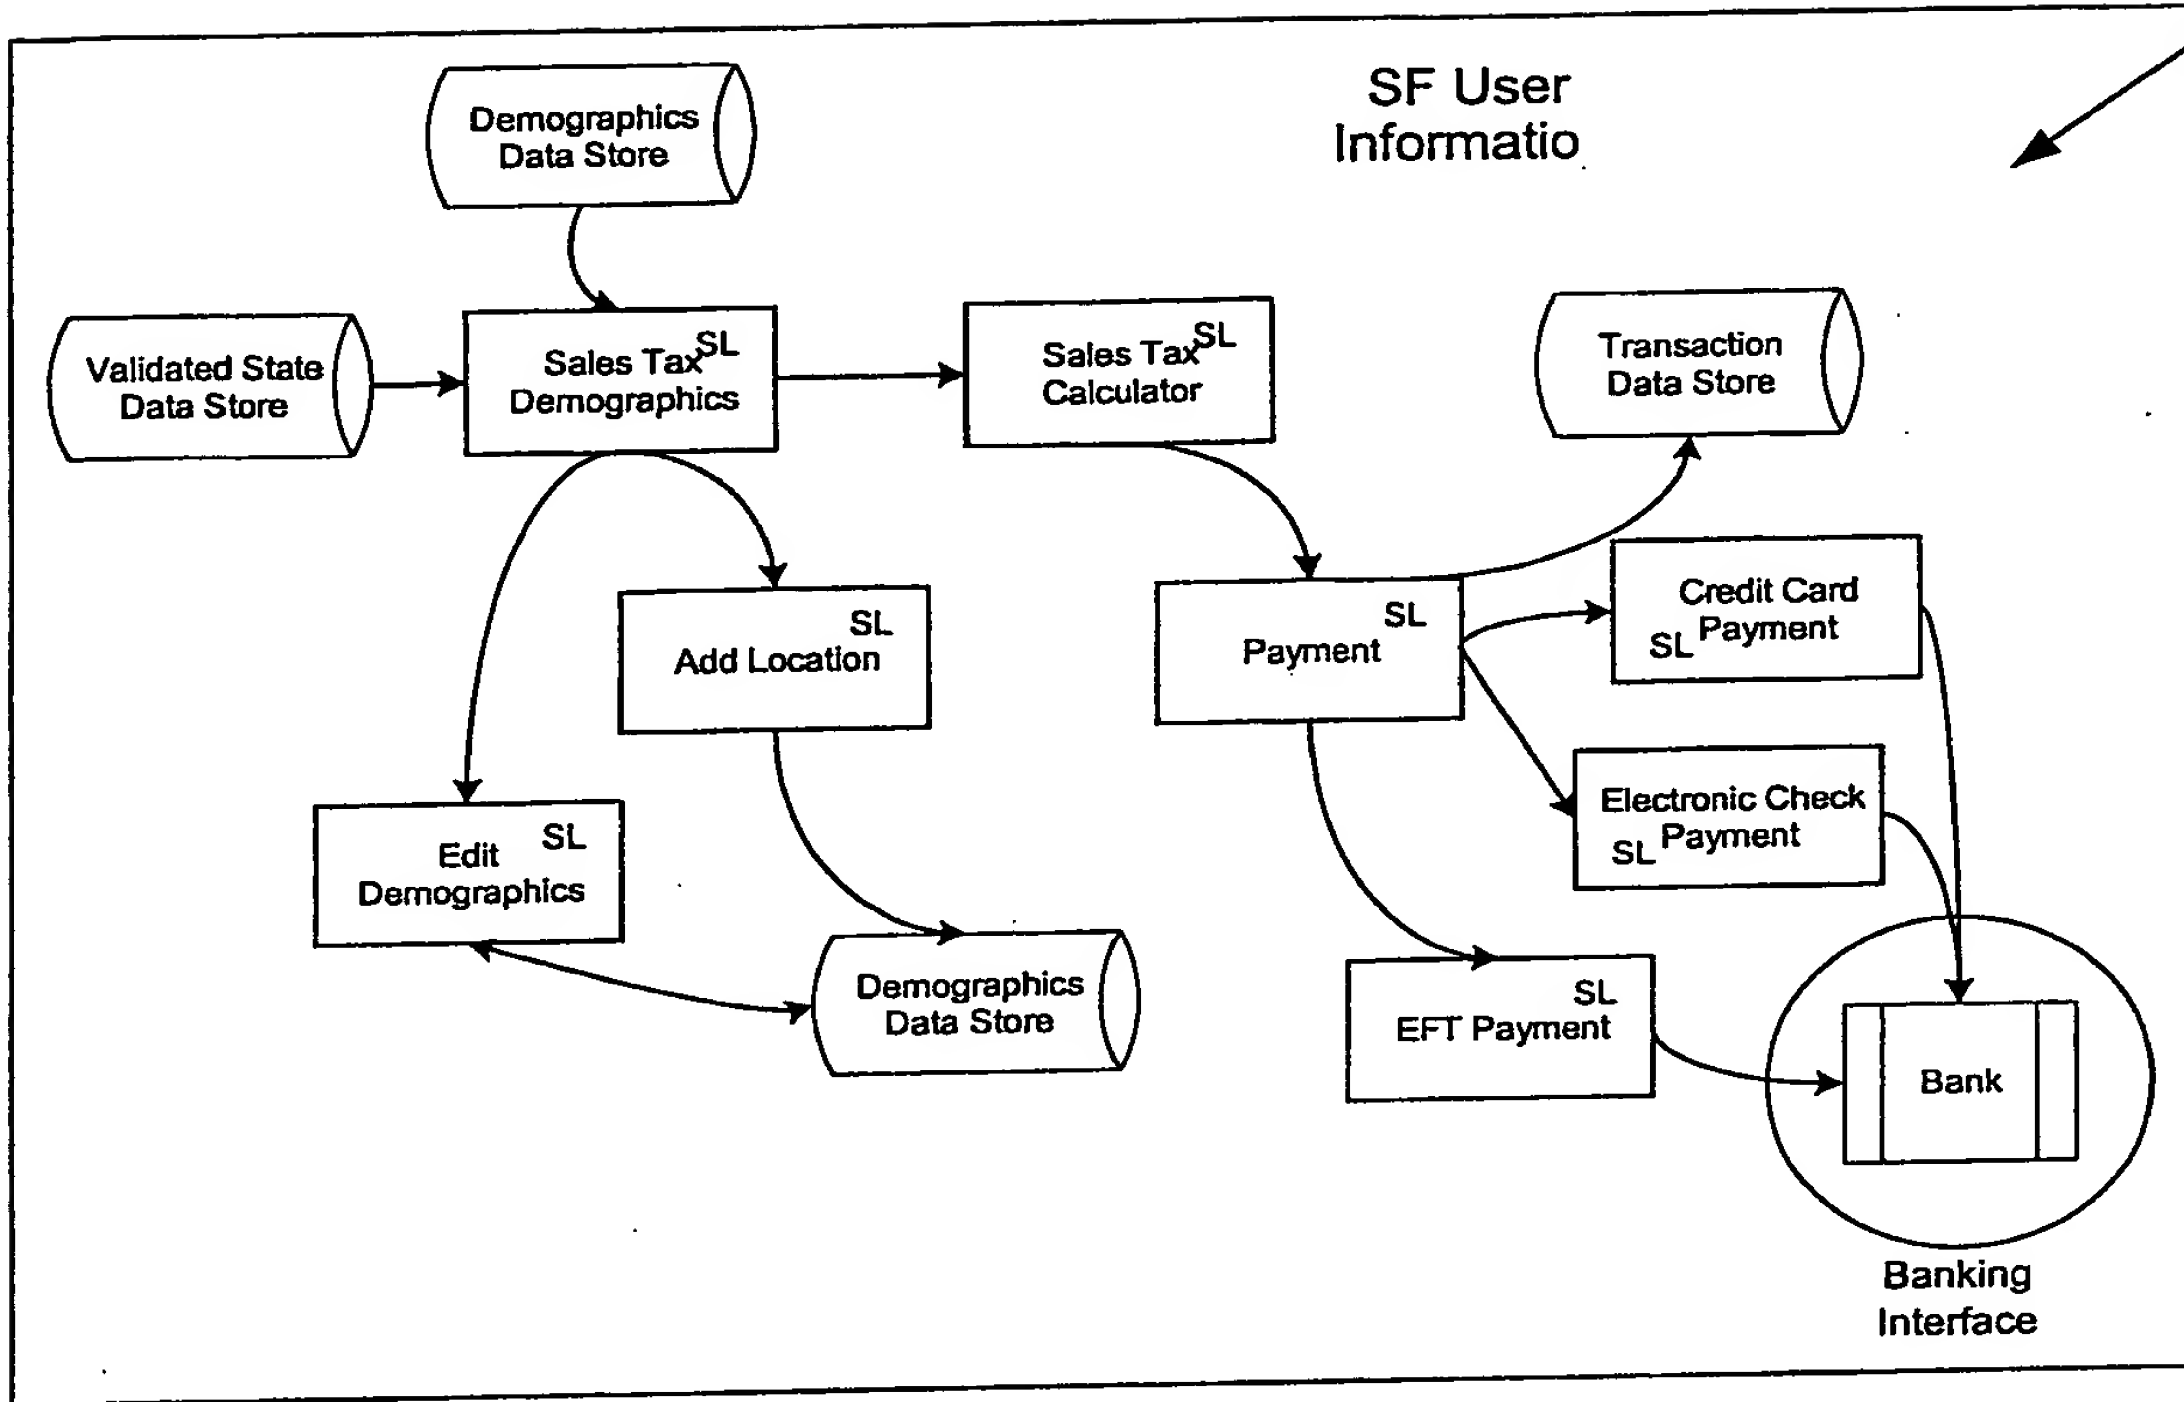 SF User
Informatio
Demographics
Data Store
Validated State
Data Store
SL
Sales Tax
Demographics
SL
Sales Tax
Calculator
Transaction
Data Store
SL
Add Location
SL
Payment
Credit Card
SL Payment
Electronic Check
SL Payment
SL
Edit
Demographics
Demographics
Data Store
SL
EFT Payment
Bank
Banking
Interface